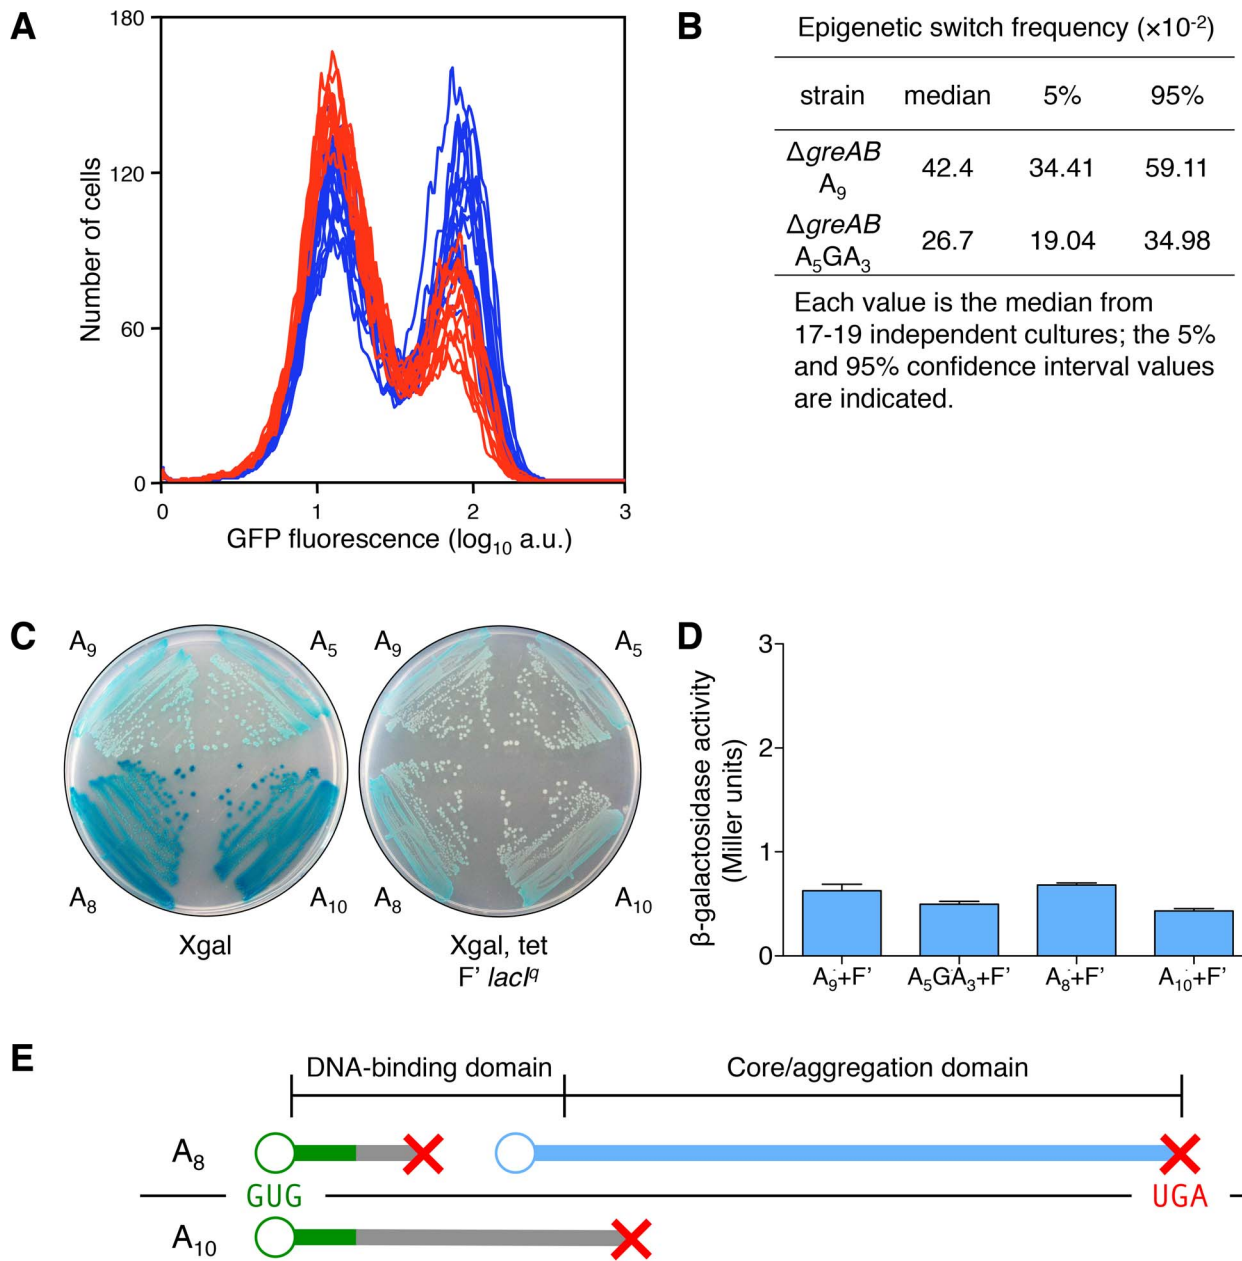 A
180
120
60
0
Number of cells
0 1 2 3
GFP fluorescence (log₁₀ a.u.)
B
Epigenetic switch frequency (×10⁻²)
strain median 5% 95%
ΔgreAB
A₉
42.4 34.41 59.11
ΔgreAB
A₅GA₃
26.7 19.04 34.98
Each value is the median from
17-19 independent cultures; the 5%
and 95% confidence interval values
are indicated.
C
A₉ A₅
A₈ A₁₀
Xgal
A₉ A₅
A₈ A₁₀
Xgal, tet
F’ lacI^q
D
β-galactosidase activity
(Miller units)
3
2
1
0
A₉+F’ A₅GA₃+F’ A₈+F’ A₁₀+F’
E
DNA-binding domain Core/aggregation domain
A₈
GUG UGA
A₁₀